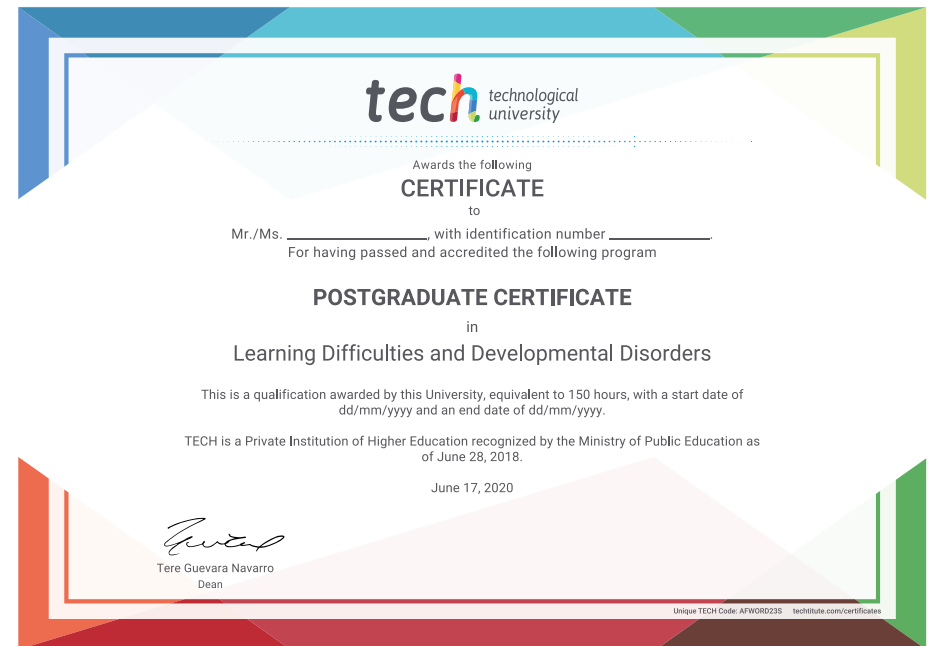 tech technological
university
Awards the following
CERTIFICATE
to
Mr./Ms. ____________________, with identification number ______________.
For having passed and accredited the following program
POSTGRADUATE CERTIFICATE
in
Learning Difficulties and Developmental Disorders
This is a qualification awarded by this University, equivalent to 150 hours, with a start date of
dd/mm/yyyy and an end date of dd/mm/yyyy.
TECH is a Private Institution of Higher Education recognized by the Ministry of Public Education as
of June 28, 2018.
June 17, 2020
Tere Guevara Navarro
Dean
Unique TECH Code: AFWORD23S techtitute.com/certificates